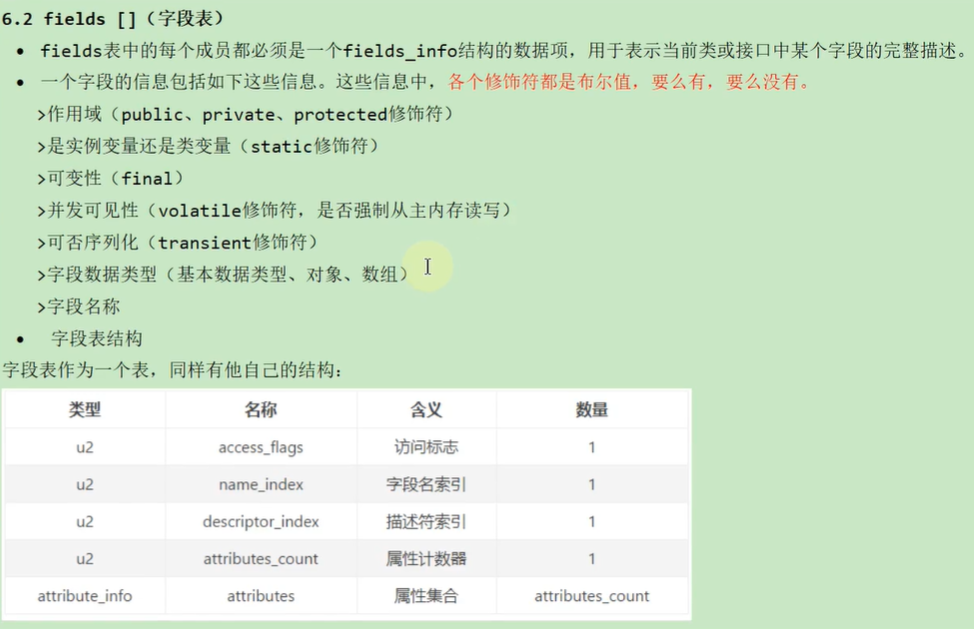 6.2 fields []（字段表）
• fields表中的每个成员都必须是一个fields_info结构的数据项，用于表示当前类或接口中某个字段的完整描述。
• 一个字段的信息包括如下这些信息。这些信息中，各个修饰符都是布尔值，要么有，要么没有。
>作用域（public、private、protected修饰符）
>是实例变量还是类变量（static修饰符）
>可变性（final）
>并发可见性（volatile修饰符，是否强制从主内存读写）
>可否序列化（transient修饰符）
>字段数据类型（基本数据类型、对象、数组）
>字段名称
• 字段表结构
字段表作为一个表，同样有他自己的结构：
类型 名称 含义 数量
u2 access_flags 访问标志 1
u2 name_index 字段名索引 1
u2 descriptor_index 描述符索引 1
u2 attributes_count 属性计数器 1
attribute_info attributes 属性集合 attributes_count